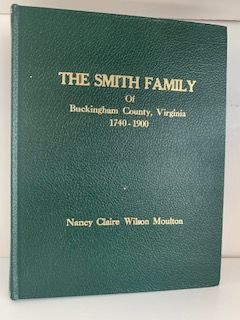 THE SMITH FAMILY
Of
Buckingham County, Virginia
1740-1900
Nancy Claire Wilson Moulton